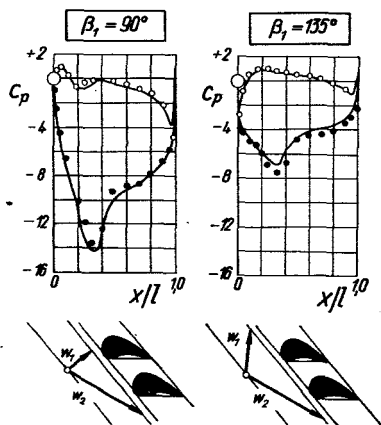 β₁ = 90°
β₁ = 135°
+2
Cp
-4
-8
-12
-16
0
1,0
x/l
+2
Cp
-4
-8
-12
-16
0
1,0
x/l
w₁
w₂
w₁
w₂